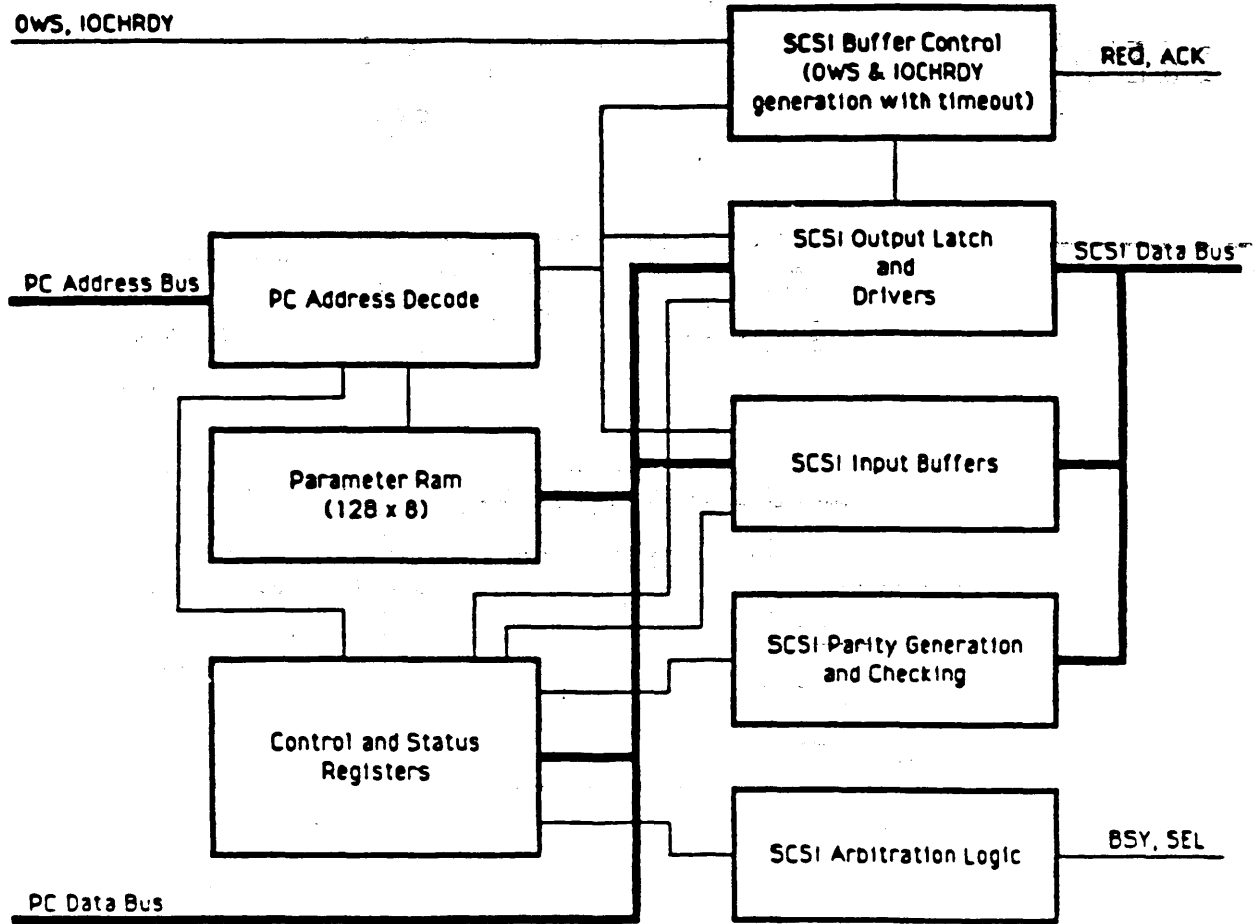 0WS, IOCHRDY
SCSI Buffer Control
(0WS & IOCHRDY
generation with timeout)
REQ, ACK
PC Address Bus
PC Address Decode
SCSI Output Latch
and
Drivers
SCSI Data Bus
Parameter Ram
(128 x 8)
SCSI Input Buffers
SCSI Parity Generation
and Checking
Control and Status
Registers
SCSI Arbitration Logic
BSY, SEL
PC Data Bus